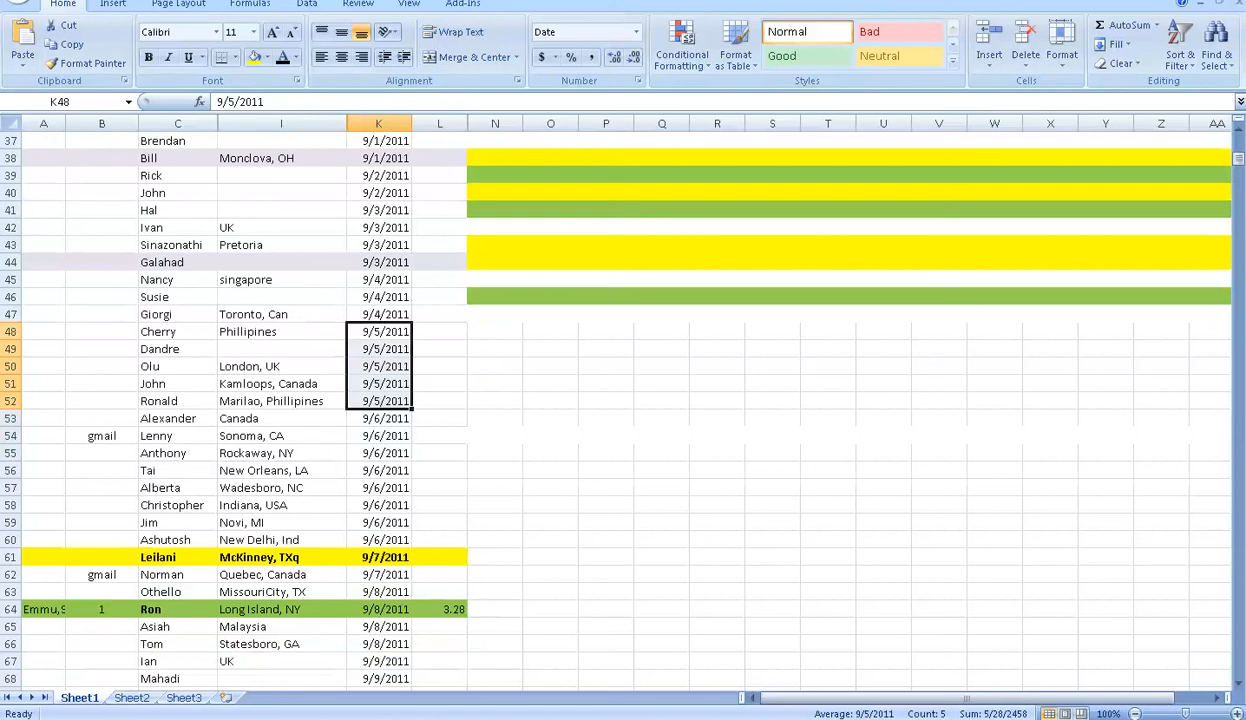 Home Insert Page Layout Formulas Data Review View Add-Ins
Paste Cut Copy Format Painter Clipboard
Calibri 11 A A B I U A Font
Wrap Text Merge & Center Alignment
Date $ % , Number
Conditional Formatting Format as Table Normal Bad Good Neutral Styles
Insert Delete Format Cells
Σ AutoSum Fill Clear Sort & Filter Find & Select Editing
K48 fx 9/5/2011
A B C I K L N O P Q R S T U V W X Y Z AA
37 Brendan 9/1/2011
38 Bill Monclova, OH 9/1/2011
39 Rick 9/2/2011
40 John 9/2/2011
41 Hal 9/3/2011
42 Ivan UK 9/3/2011
43 Sinazonathi Pretoria 9/3/2011
44 Galahad 9/3/2011
45 Nancy singapore 9/4/2011
46 Susie 9/4/2011
47 Giorgi Toronto, Can 9/4/2011
48 Cherry Phillipines 9/5/2011
49 Dandre 9/5/2011
50 Olu London, UK 9/5/2011
51 John Kamloops, Canada 9/5/2011
52 Ronald Marilao, Phillipines 9/5/2011
53 Alexander Canada 9/6/2011
54 gmail Lenny Sonoma, CA 9/6/2011
55 Anthony Rockaway, NY 9/6/2011
56 Tai New Orleans, LA 9/6/2011
57 Alberta Wadesboro, NC 9/6/2011
58 Christopher Indiana, USA 9/6/2011
59 Jim Novi, MI 9/6/2011
60 Ashutosh New Delhi, Ind 9/6/2011
61 Leilani McKinney, TXq 9/7/2011
62 gmail Norman Quebec, Canada 9/7/2011
63 Othello MissouriCity, TX 9/8/2011
64 Emmu,S 1 Ron Long Island, NY 9/8/2011 3.28
65 Asiah Malaysia 9/8/2011
66 Tom Statesboro, GA 9/8/2011
67 Ian UK 9/9/2011
68 Mahadi 9/9/2011
Sheet1 Sheet2 Sheet3
Ready Average: 9/5/2011 Count: 5 Sum: 5/28/2458 100%